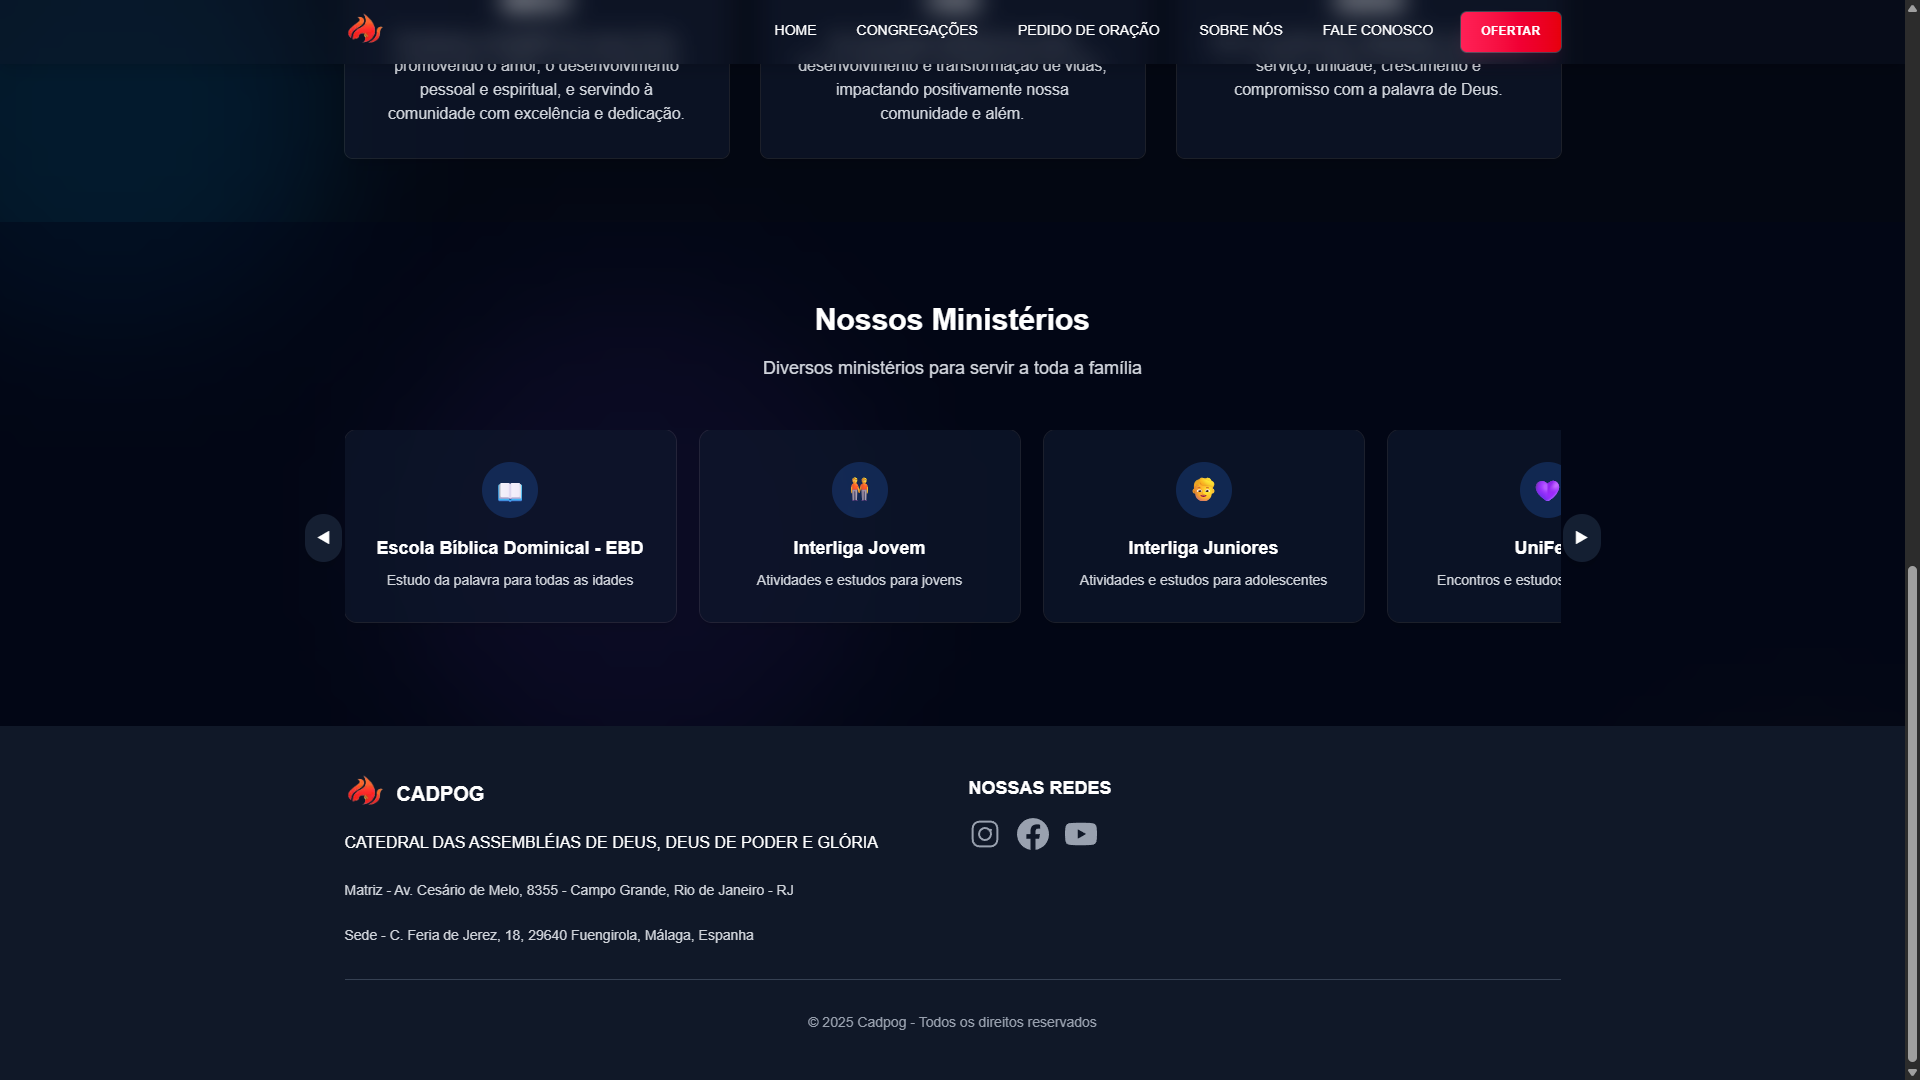 HOME
CONGREGAÇÕES
PEDIDO DE ORAÇÃO
SOBRE NÓS
FALE CONOSCO
OFERTAR
promovendo o amor, o desenvolvimento
pessoal e espiritual, e servindo à
comunidade com excelência e dedicação.
desenvolvimento e transformação de vidas,
impactando positivamente nossa
comunidade e além.
serviço, unidade, crescimento e
compromisso com a palavra de Deus.
Nossos Ministérios
Diversos ministérios para servir a toda a família
Escola Bíblica Dominical - EBD
Estudo da palavra para todas as idades
Interliga Jovem
Atividades e estudos para jovens
Interliga Juniores
Atividades e estudos para adolescentes
UniFe
Encontros e estudos
CADPOG
CATEDRAL DAS ASSEMBLÉIAS DE DEUS, DEUS DE PODER E GLÓRIA
Matriz - Av. Cesário de Melo, 8355 - Campo Grande, Rio de Janeiro - RJ
Sede - C. Feria de Jerez, 18, 29640 Fuengirola, Málaga, Espanha
NOSSAS REDES
© 2025 Cadpog - Todos os direitos reservados